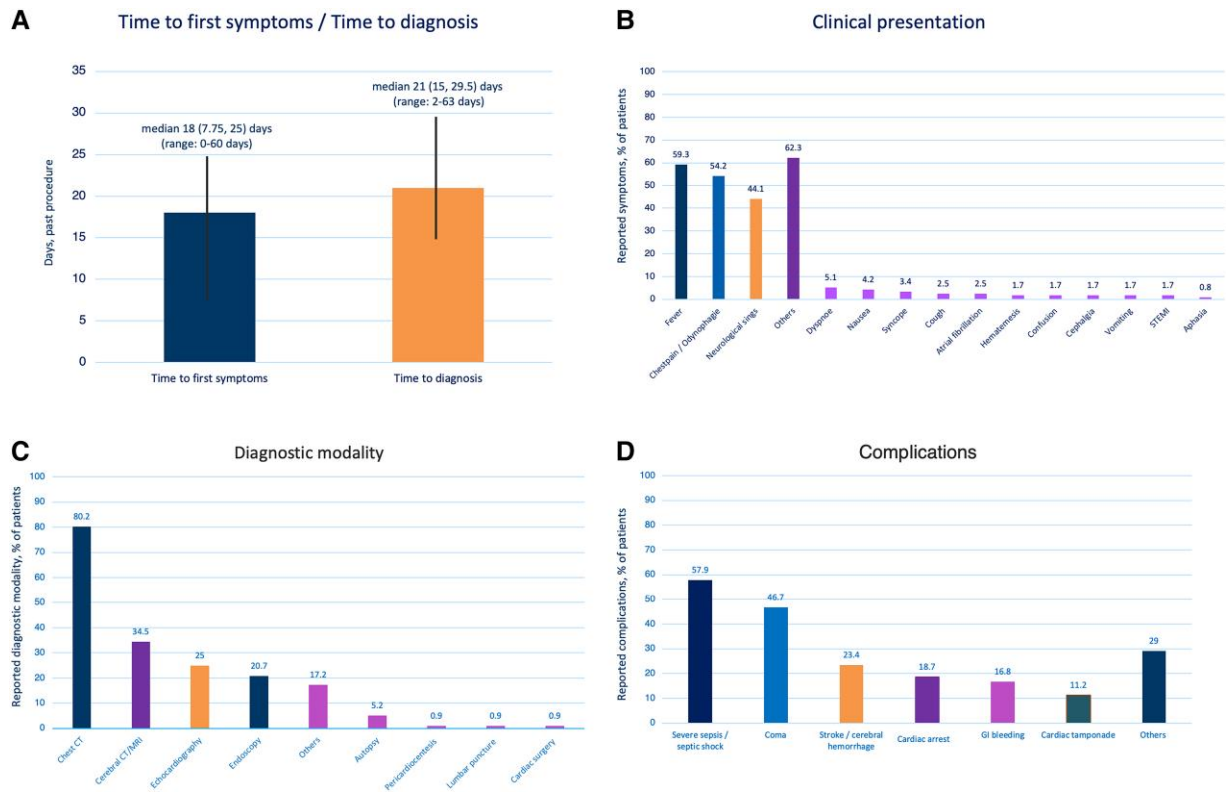 A
Time to first symptoms / Time to diagnosis
Days, past procedure
35
30
25
20
15
10
5
0
median 18 (7.75, 25) days
(range: 0-60 days)
median 21 (15, 29.5) days
(range: 2-63 days)
Time to first symptoms
Time to diagnosis
B
Clinical presentation
Reported symptoms, % of patients
100
90
80
70
60
50
40
30
20
10
0
59.3
54.2
44.1
62.3
5.1
4.2
3.4
2.5
2.5
1.7
1.7
1.7
1.7
1.7
0.8
Fever
Chestpain / Odynophagie
Neurological sings
Others
Dyspnoe
Nausea
Syncope
Cough
Atrial fibrillation
Hematemesis
Confusion
Cephalgia
Vomiting
STEMI
Aphasia
C
Diagnostic modality
Reported diagnostic modality, % of patients
100
90
80
70
60
50
40
30
20
10
0
80.2
34.5
25
20.7
17.2
5.2
0.9
0.9
0.9
Chest CT
Cerebral CT/MRI
Echocardiography
Endoscopy
Others
Autopsy
Pericardiocentesis
Lumbar puncture
Cardiac surgery
D
Complications
Reported complications, % of patients
100
90
80
70
60
50
40
30
20
10
0
57.9
46.7
23.4
18.7
16.8
11.2
29
Severe sepsis /
septic shock
Coma
Stroke / cerebral
hemorrhage
Cardiac arrest
GI bleeding
Cardiac tamponade
Others